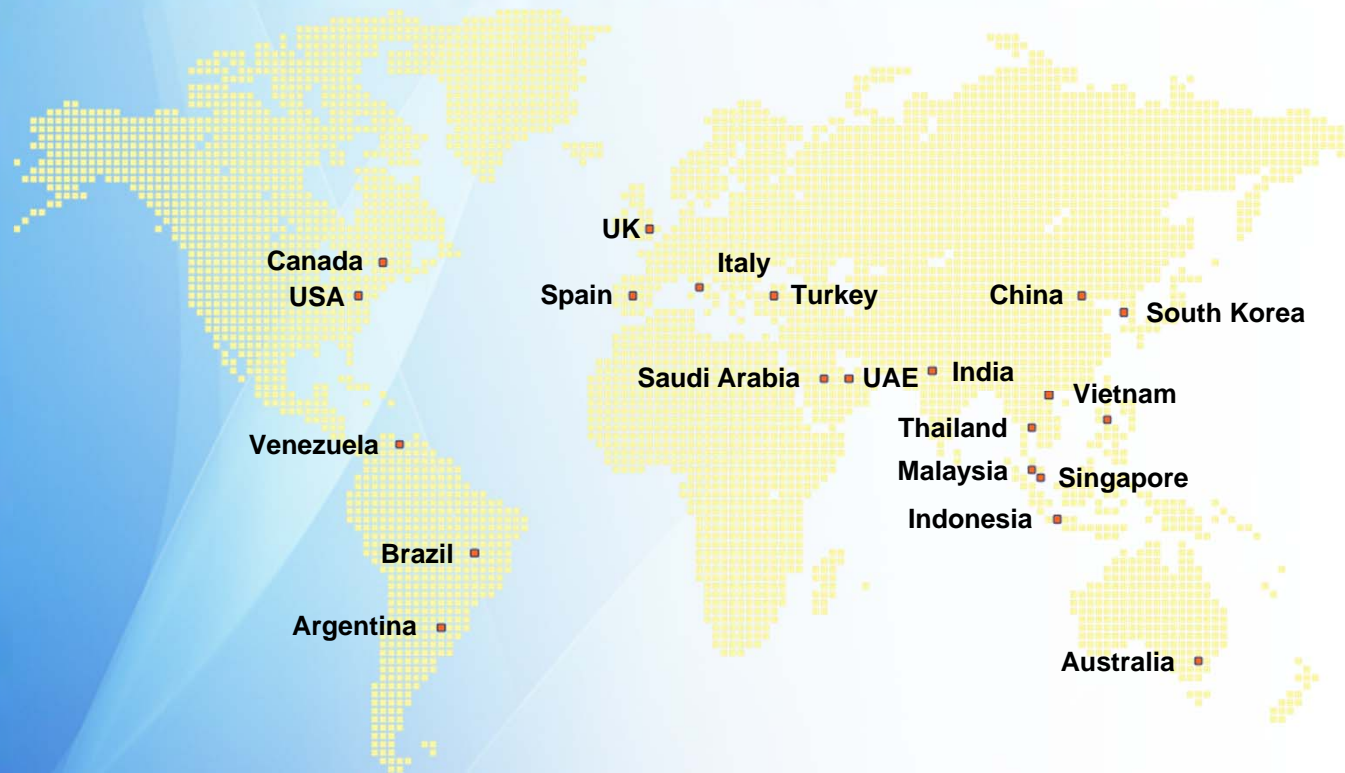 UK
Canada
Italy
USA
Spain
Turkey
China
South Korea
Saudi Arabia
UAE
India
Vietnam
Thailand
Venezuela
Malaysia
Singapore
Indonesia
Brazil
Argentina
Australia